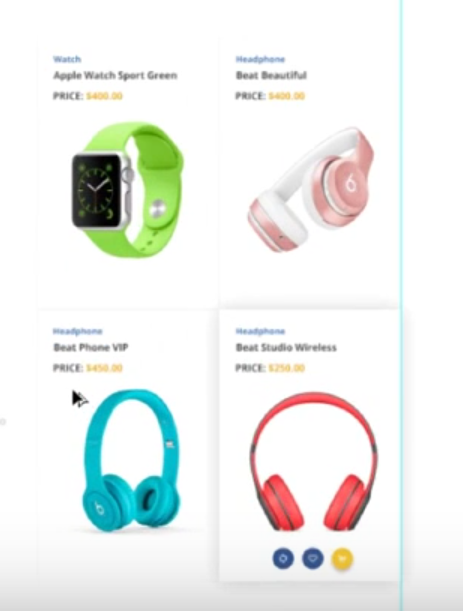 Watch
Apple Watch Sport Green
PRICE: $400.00
Headphone
Beat Beautiful
PRICE: $400.00
Headphone
Beat Phone VIP
PRICE: $450.00
Headphone
Beat Studio Wireless
PRICE: $250.00